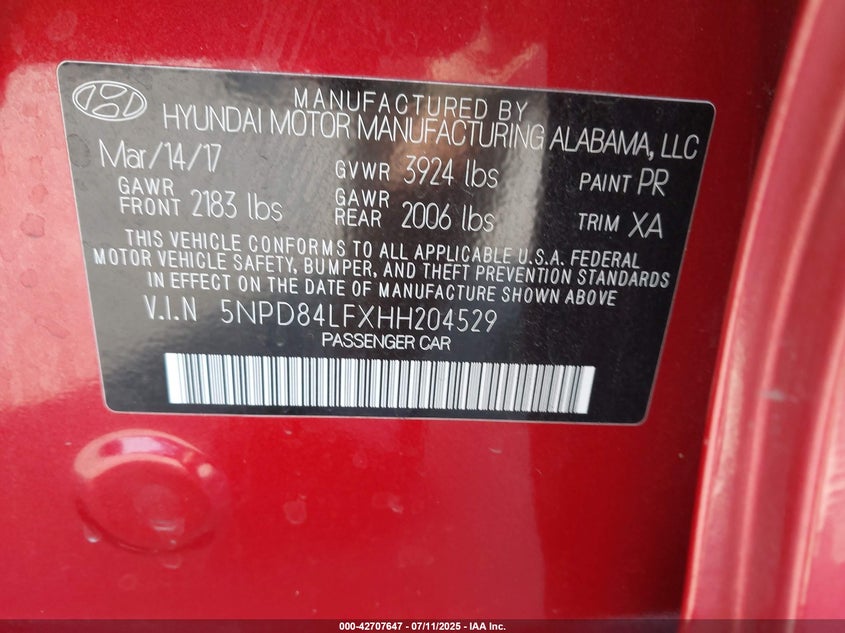 MANUFACTURED BY
HYUNDAI MOTOR MANUFACTURING ALABAMA, LLC
Mar/14/17 GVWR 3924 lbs PAINT PR
GAWR FRONT 2183 lbs GAWR REAR 2006 lbs TRIM XA
THIS VEHICLE CONFORMS TO ALL APPLICABLE U.S.A. FEDERAL
MOTOR VEHICLE SAFETY, BUMPER, AND THEFT PREVENTION STANDARDS
IN EFFECT ON THE DATE OF MANUFACTURE SHOWN ABOVE.
V.I.N 5NPD84LFXHH204529
PASSENGER CAR
000-42707647 / 07/11/2025 - IAA Inc.